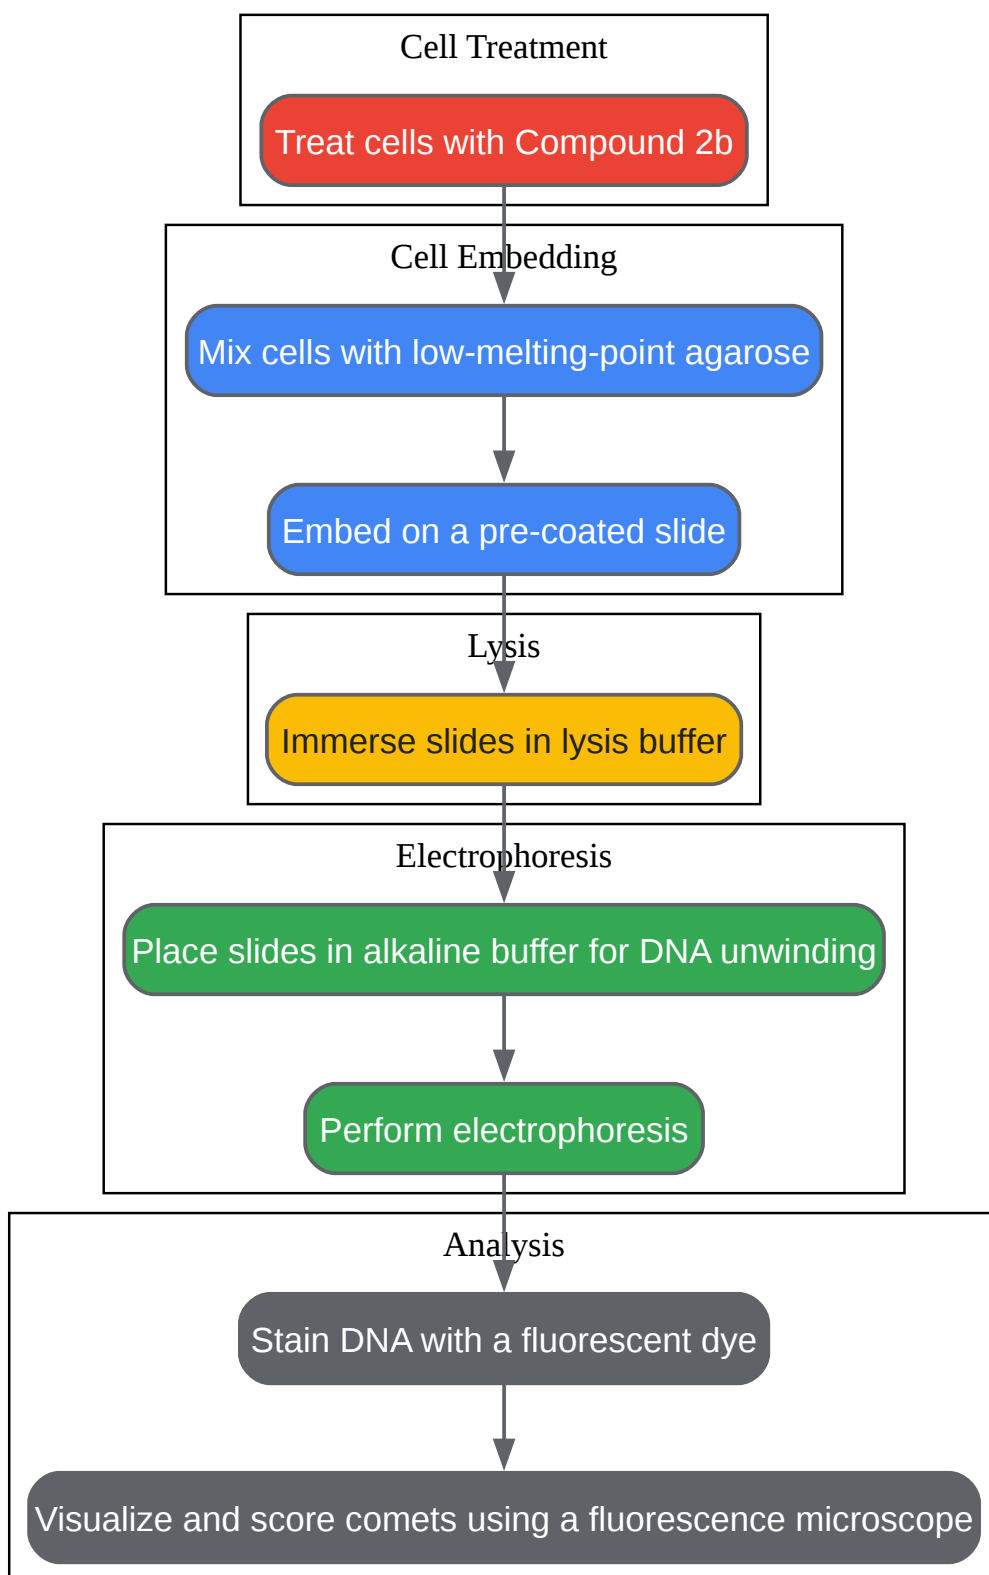 Cell Treatment
Treat cells with Compound 2b
Cell Embedding
Mix cells with low-melting-point agarose
Embed on a pre-coated slide
Lysis
Immerse slides in lysis buffer
Electrophoresis
Place slides in alkaline buffer for DNA unwinding
Perform electrophoresis
Analysis
Stain DNA with a fluorescent dye
Visualize and score comets using a fluorescence microscope